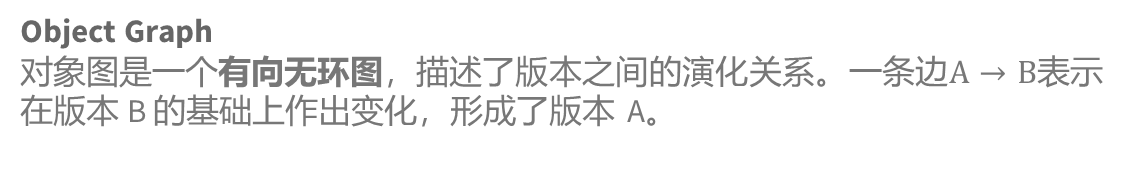 Object Graph
对象图是一个有向无环图，描述了版本之间的演化关系。一条边A → B表示
在版本 B 的基础上作出变化，形成了版本 A。